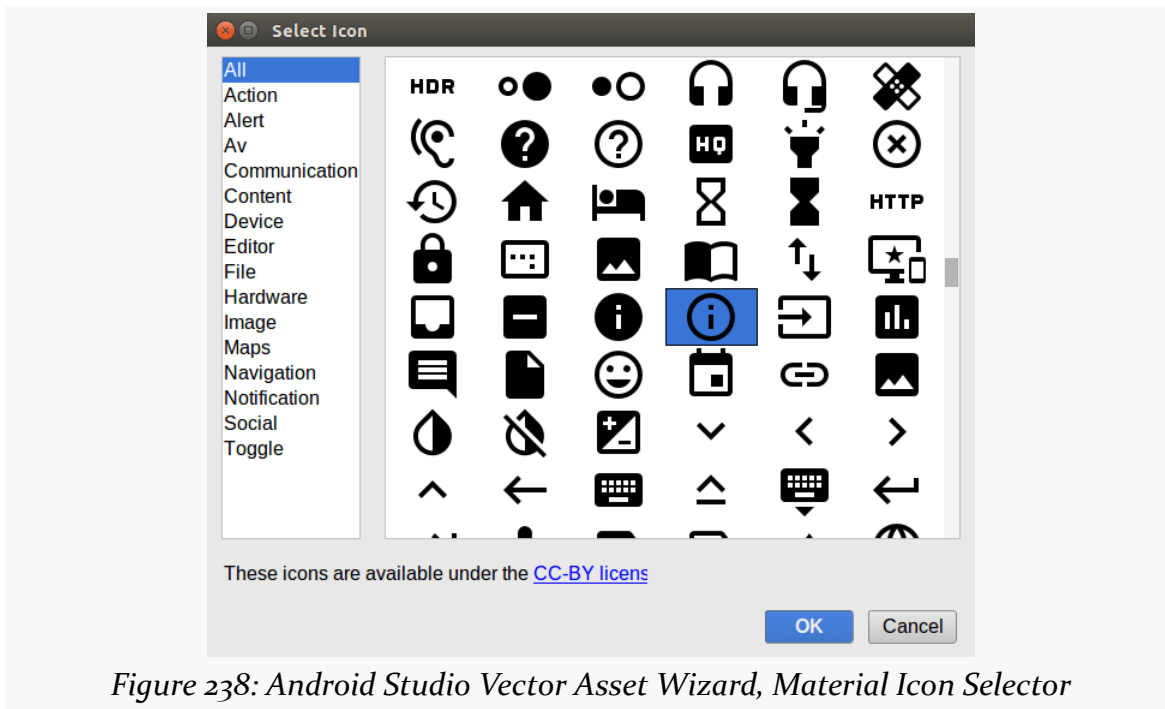 Select Icon
All
Action
Alert
Av
Communication
Content
Device
Editor
File
Hardware
Image
Maps
Navigation
Notification
Social
Toggle
HDR
HQ
HTTP
These icons are available under the CC-BY licens
OK
Cancel
Figure 238: Android Studio Vector Asset Wizard, Material Icon Selector